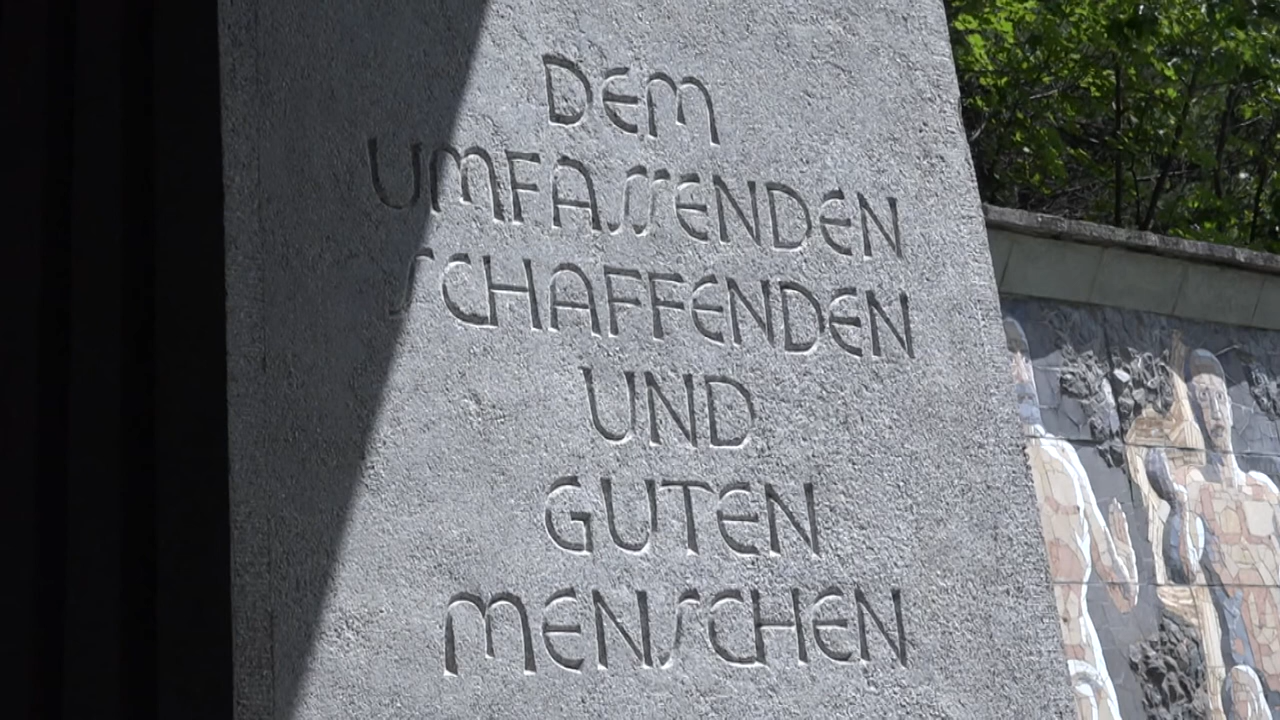 DEM
UMFASSENDEN
SCHAFFENDEN
UND
GUTEN
MENSCHEN